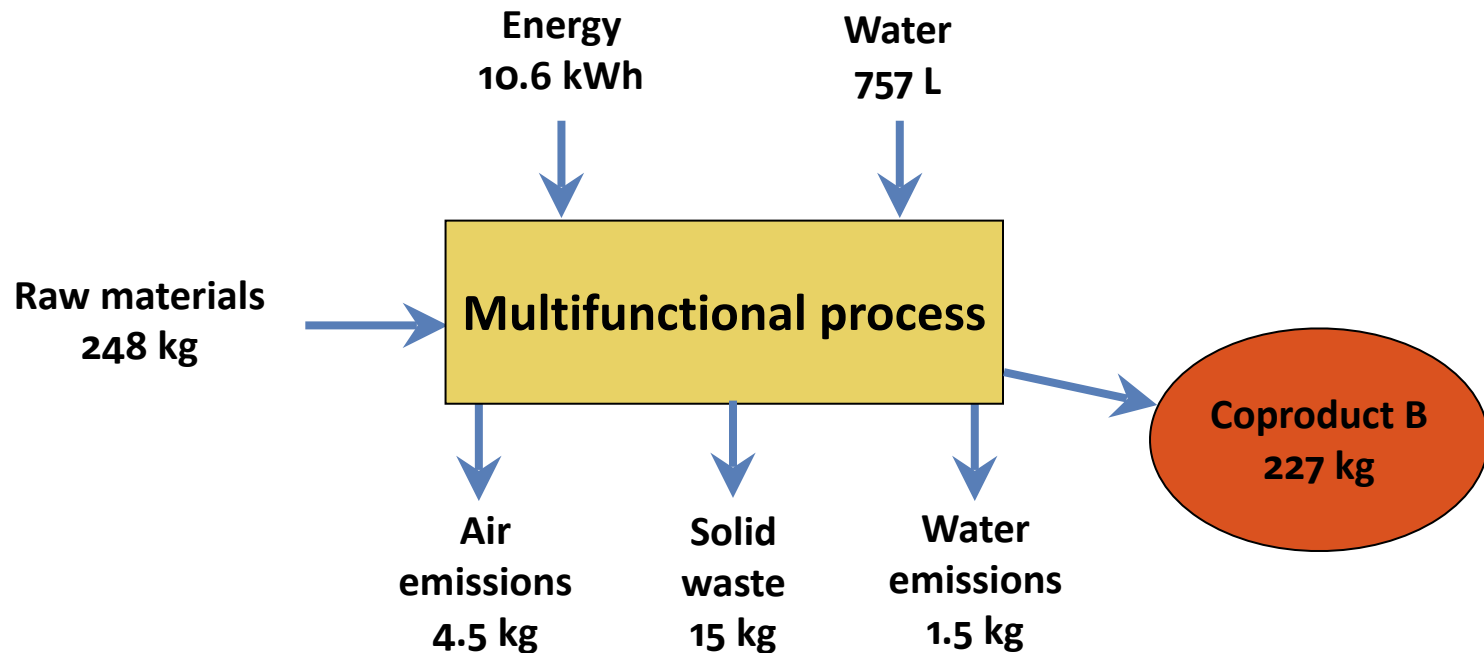 Energy
10.6 kWh
Water
757 L
Raw materials
248 kg
Multifunctional process
Coproduct B
227 kg
Air
emissions
4.5 kg
Solid
waste
15 kg
Water
emissions
1.5 kg